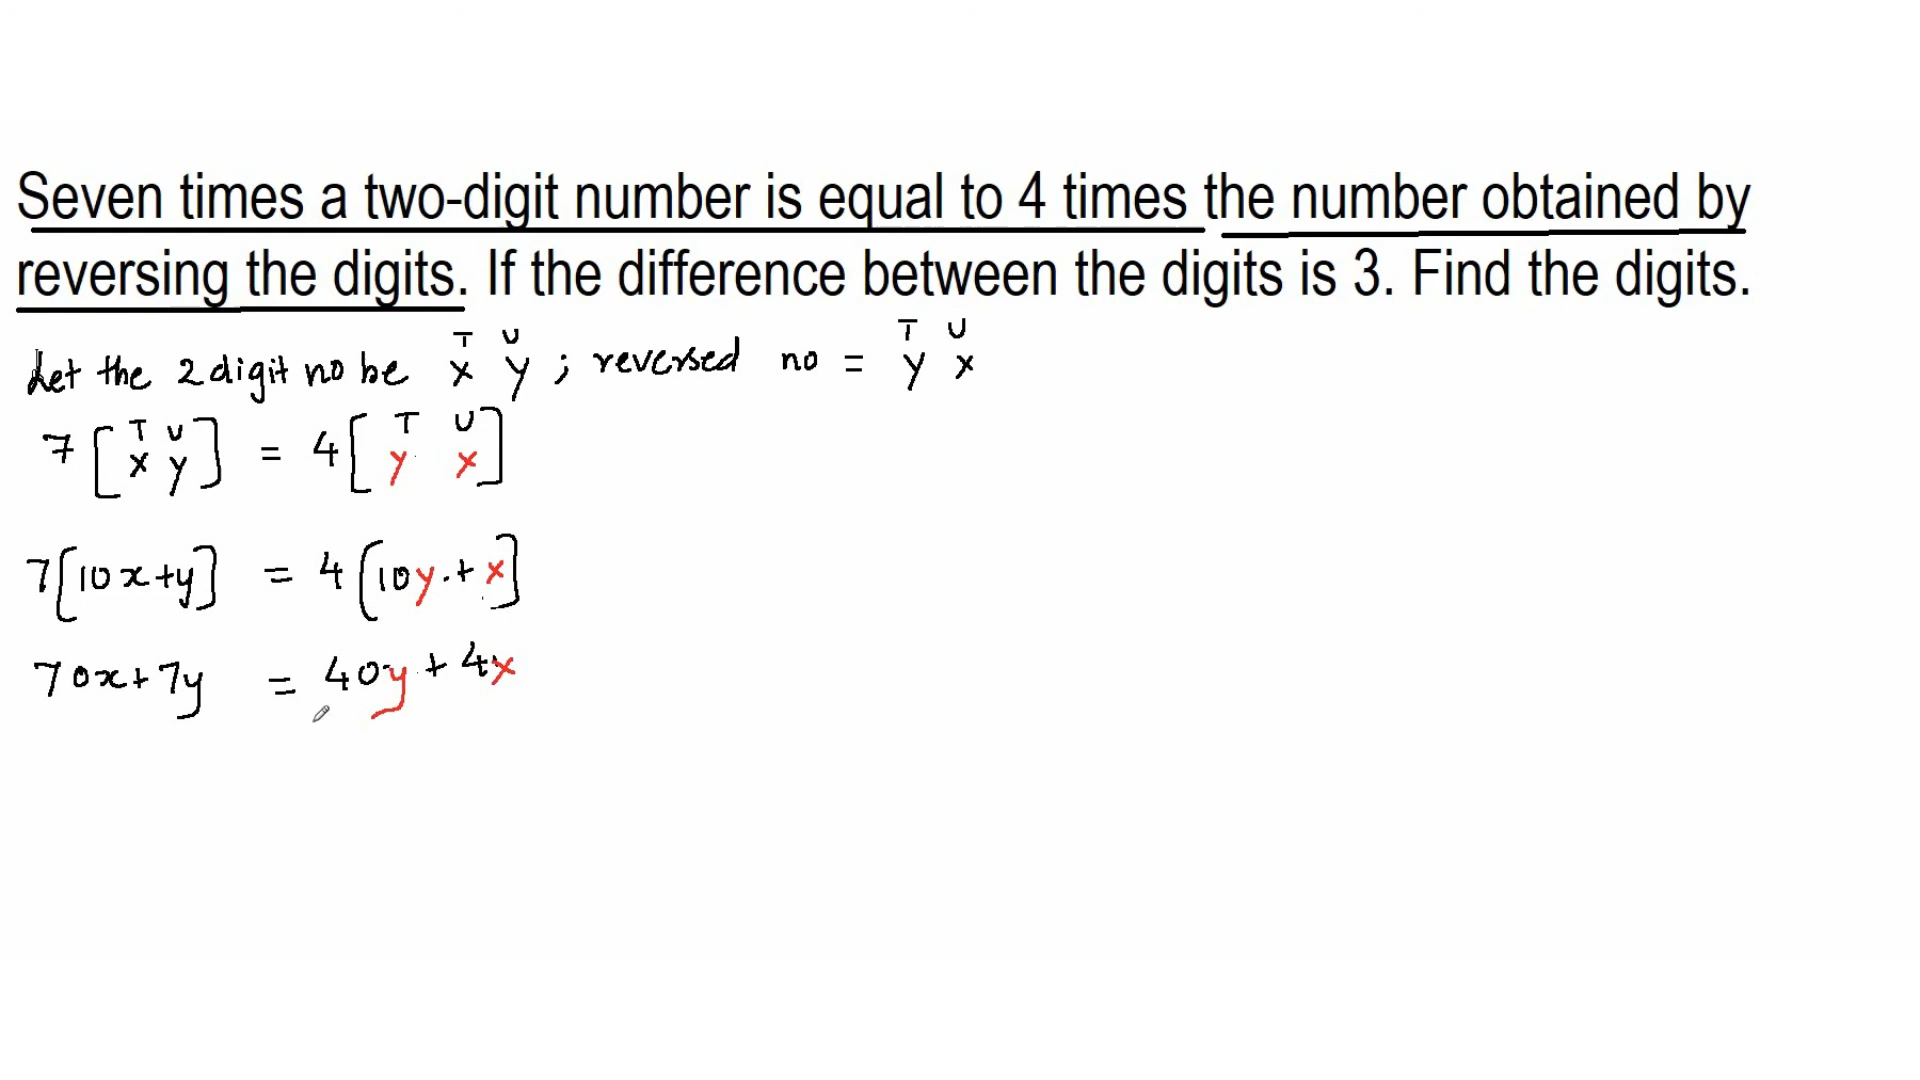 Seven times a two-digit number is equal to 4 times the number obtained by
reversing the digits. If the difference between the digits is 3. Find the digits.
T U T U
Let the 2 digit no be x y ; reversed no = y x
T U T U
7 [ x y ] = 4 [ y x ]
7[10x+y] = 4(10y.+x]
70x+7y = 40y + 4x